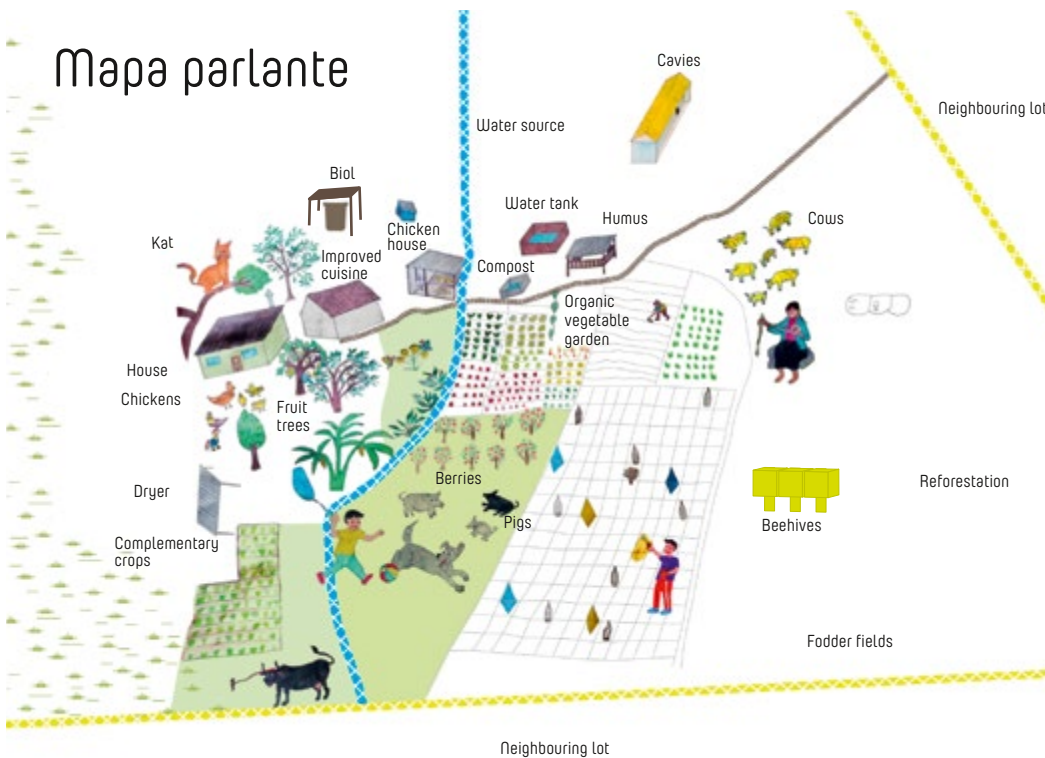 Mapa parlante
Cavies
Neighbouring lot
Water source
Biol
Water tank
Humus
Cows
Chicken
house
Kat
Improved
cuisine
Compost
Organic
vegetable
garden
House
Chickens
Fruit
trees
Berries
Pigs
Dryer
Reforestation
Beehives
Complementary
crops
Fodder fields
Neighbouring lot